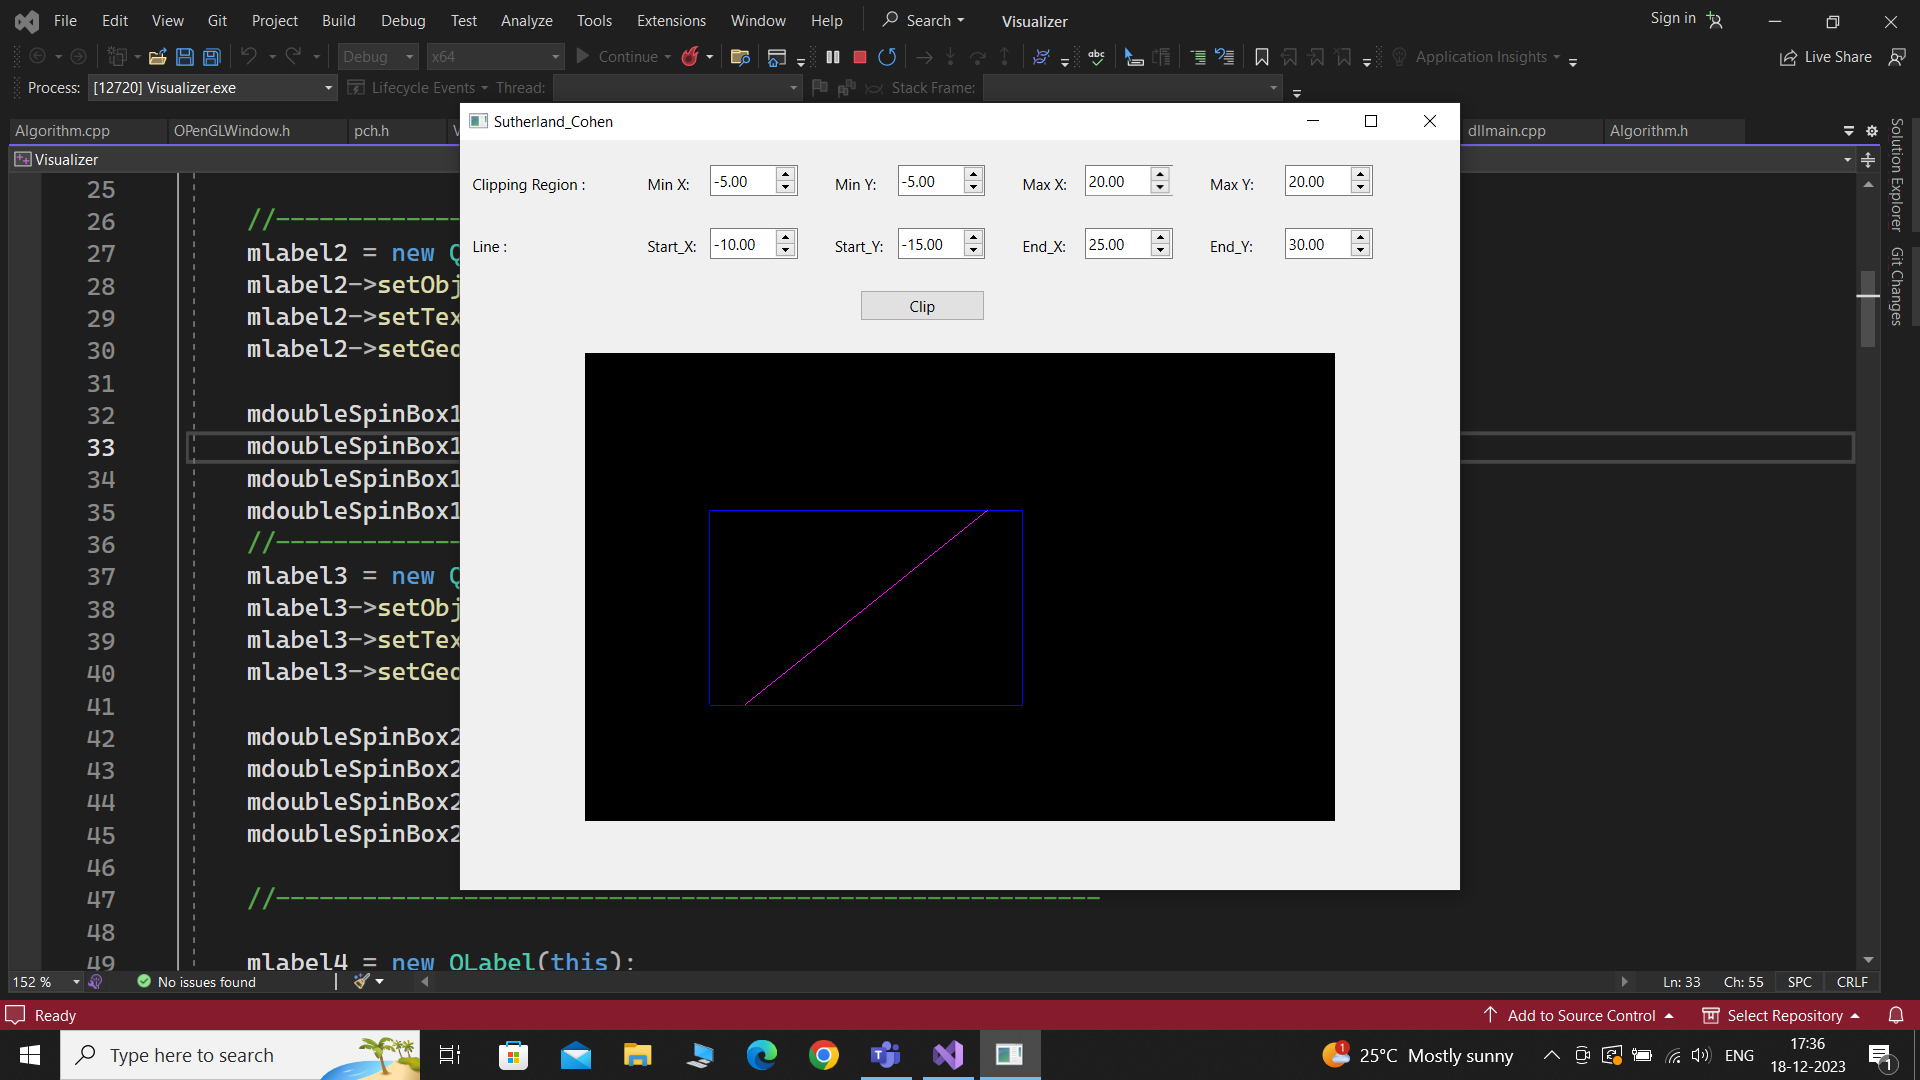 File Edit View Git Project Build Debug Test Analyze Tools Extensions Window Help Search Visualizer Sign in
Debug x64 Continue abc Application Insights Live Share
Process: [12720] Visualizer.exe Lifecycle Events Thread: Stack Frame:
Algorithm.cpp OPenGLWindow.h pch.h V dllmain.cpp Algorithm.h
Visualizer
Solution Explorer
Git Changes
Sutherland_Cohen
Clipping Region : Min X: -5.00 Min Y: -5.00 Max X: 20.00 Max Y: 20.00
Line : Start_X: -10.00 Start_Y: -15.00 End_X: 25.00 End_Y: 30.00
Clip
25
26 //-------------
27 mlabel2 = new Q
28 mlabel2->setObj
29 mlabel2->setTex
30 mlabel2->setGeo
31
32 mdoubleSpinBox1
33 mdoubleSpinBox1
34 mdoubleSpinBox1
35 mdoubleSpinBox1
36 //-------------
37 mlabel3 = new Q
38 mlabel3->setObj
39 mlabel3->setTex
40 mlabel3->setGeo
41
42 mdoubleSpinBox2
43 mdoubleSpinBox2
44 mdoubleSpinBox2
45 mdoubleSpinBox2
46
47 //---------------------------------------------------------
48
49 mlabel4 = new QLabel(this);
152 % No issues found Ln: 33 Ch: 55 SPC CRLF
Ready Add to Source Control Select Repository
Type here to search 1 25°C Mostly sunny ENG 17:36
18-12-2023 1